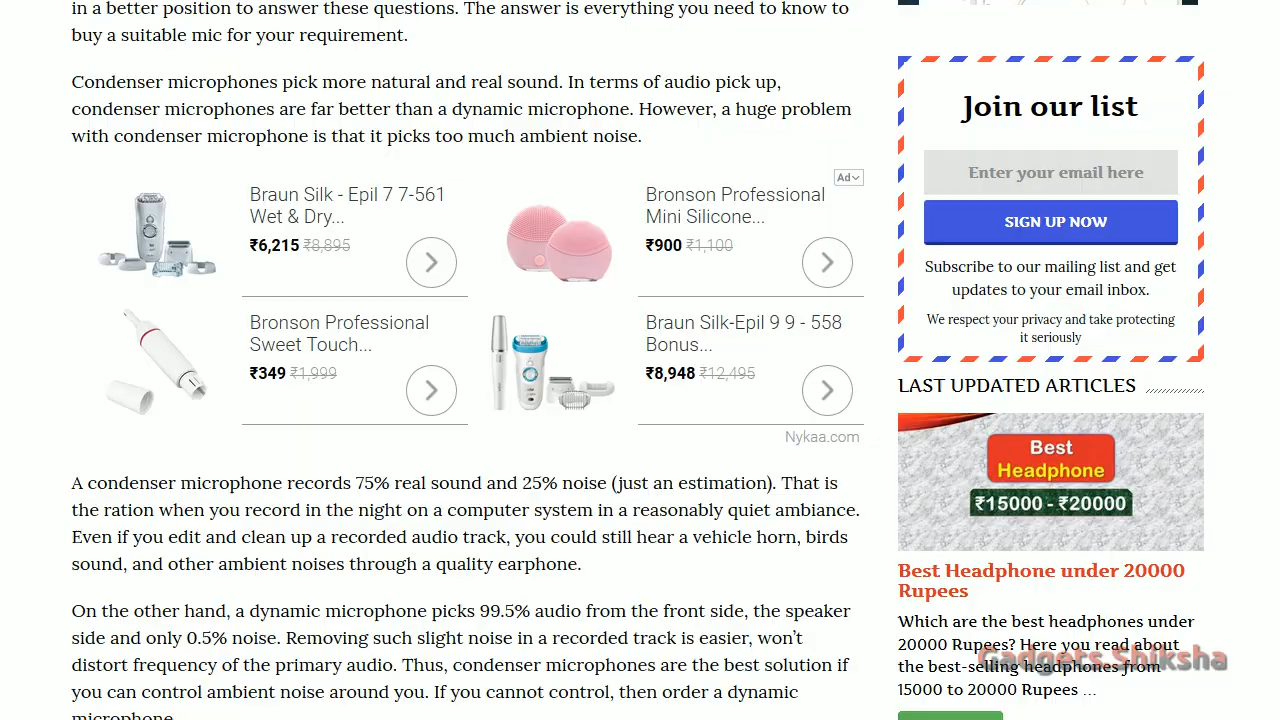 in a better position to answer these questions. The answer is everything you need to know to
buy a suitable mic for your requirement.
Condenser microphones pick more natural and real sound. In terms of audio pick up,
condenser microphones are far better than a dynamic microphone. However, a huge problem
with condenser microphone is that it picks too much ambient noise.
Ad
Braun Silk - Epil 7 7-561
Wet & Dry...
₹6,215 ₹8,895
Bronson Professional
Mini Silicone...
₹900 ₹1,100
Bronson Professional
Sweet Touch...
₹349 ₹1,999
Braun Silk-Epil 9 9 - 558
Bonus...
₹8,948 ₹12,495
Nykaa.com
A condenser microphone records 75% real sound and 25% noise (just an estimation). That is
the ration when you record in the night on a computer system in a reasonably quiet ambiance.
Even if you edit and clean up a recorded audio track, you could still hear a vehicle horn, birds
sound, and other ambient noises through a quality earphone.
On the other hand, a dynamic microphone picks 99.5% audio from the front side, the speaker
side and only 0.5% noise. Removing such slight noise in a recorded track is easier, won't
distort frequency of the primary audio. Thus, condenser microphones are the best solution if
you can control ambient noise around you. If you cannot control, then order a dynamic
microphone.
Join our list
Enter your email here
SIGN UP NOW
Subscribe to our mailing list and get
updates to your email inbox.
We respect your privacy and take protecting
it seriously
LAST UPDATED ARTICLES
Best
Headphone
₹15000 - ₹20000
Best Headphone under 20000
Rupees
Which are the best headphones under
20000 Rupees? Here you read about
the best-selling headphones from
15000 to 20000 Rupees ...
Gadgets Shiksha